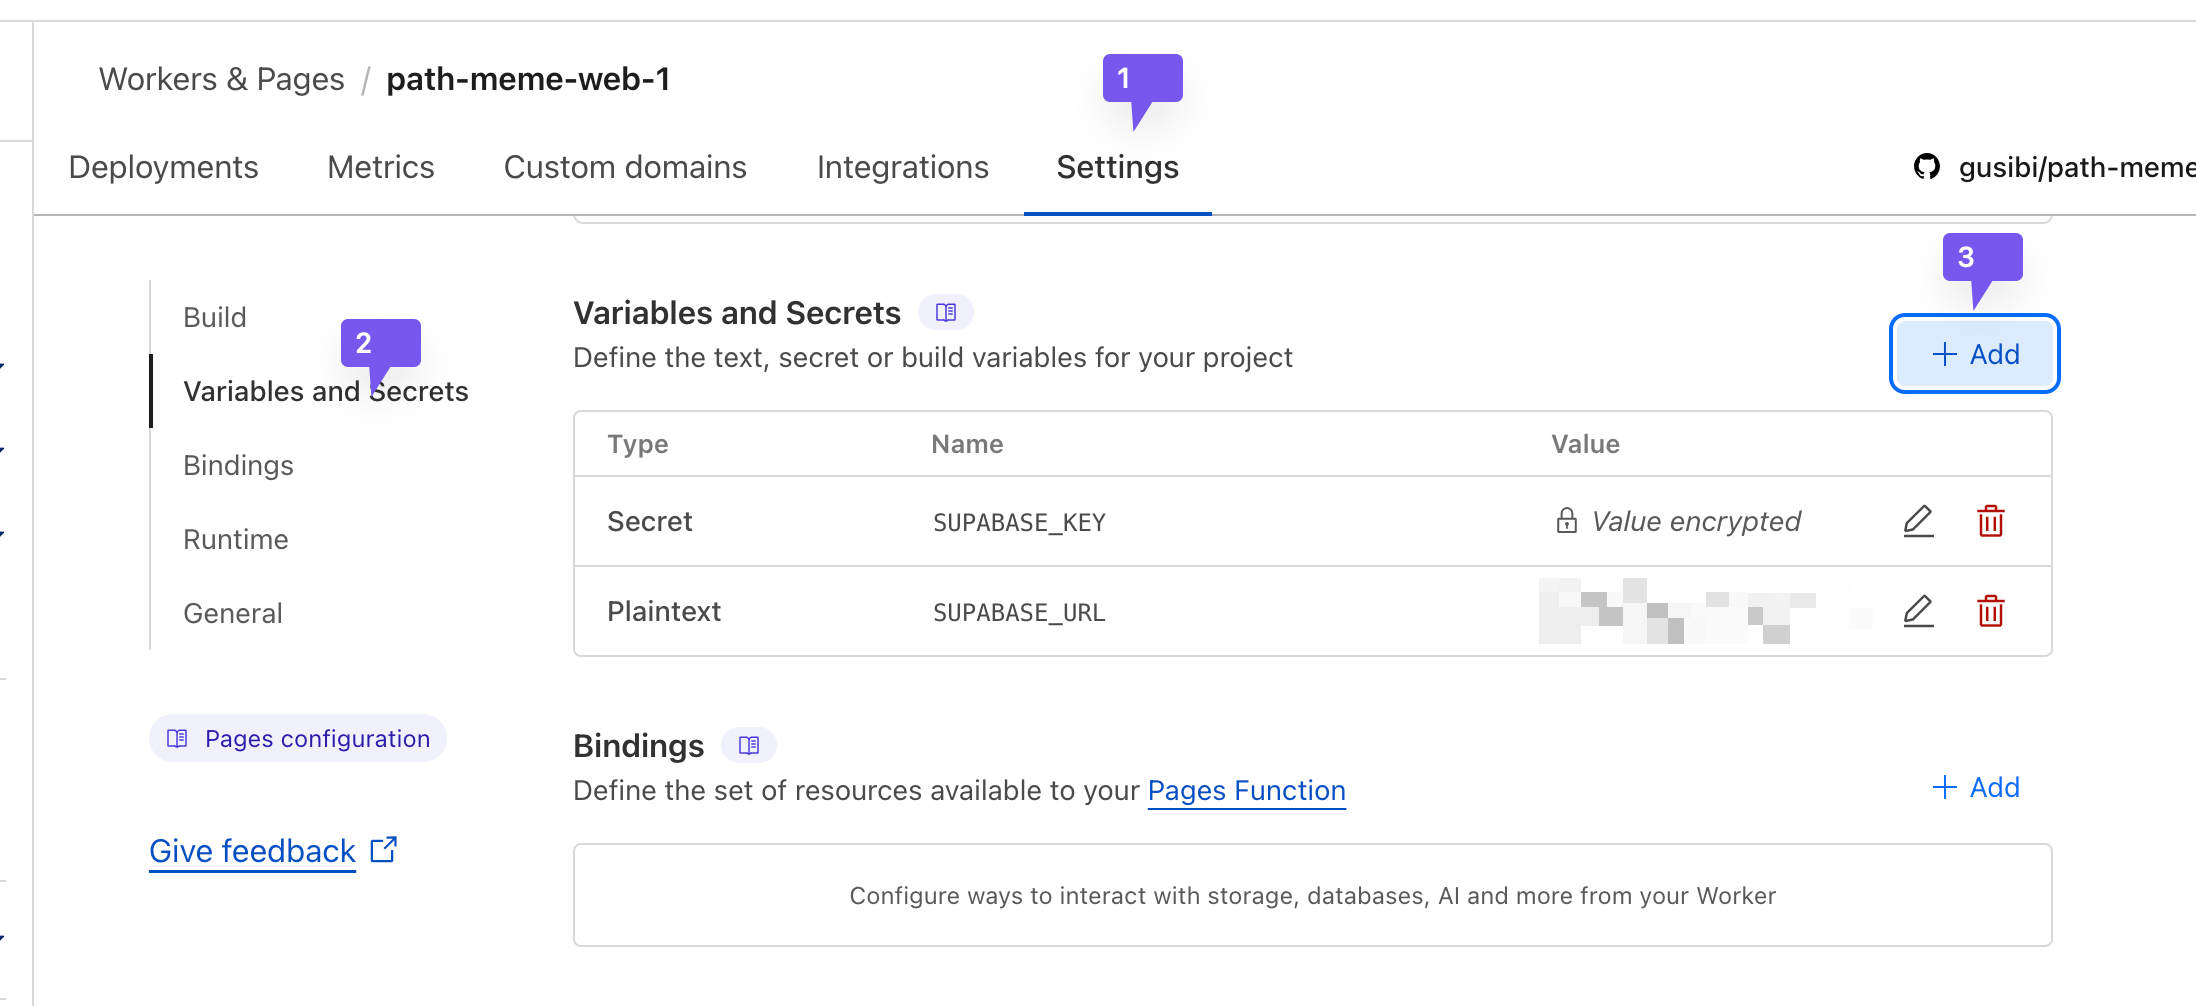 Workers & Pages / path-meme-web-1
1
Deployments Metrics Custom domains Integrations Settings gusibi/path-meme
3
Build
2
Variables and Secrets
Bindings
Runtime
General
Pages configuration
Give feedback
Variables and Secrets
Define the text, secret or build variables for your project
+ Add
Type Name Value
Secret SUPABASE_KEY Value encrypted
Plaintext SUPABASE_URL
Bindings
Define the set of resources available to your Pages Function
+ Add
Configure ways to interact with storage, databases, AI and more from your Worker